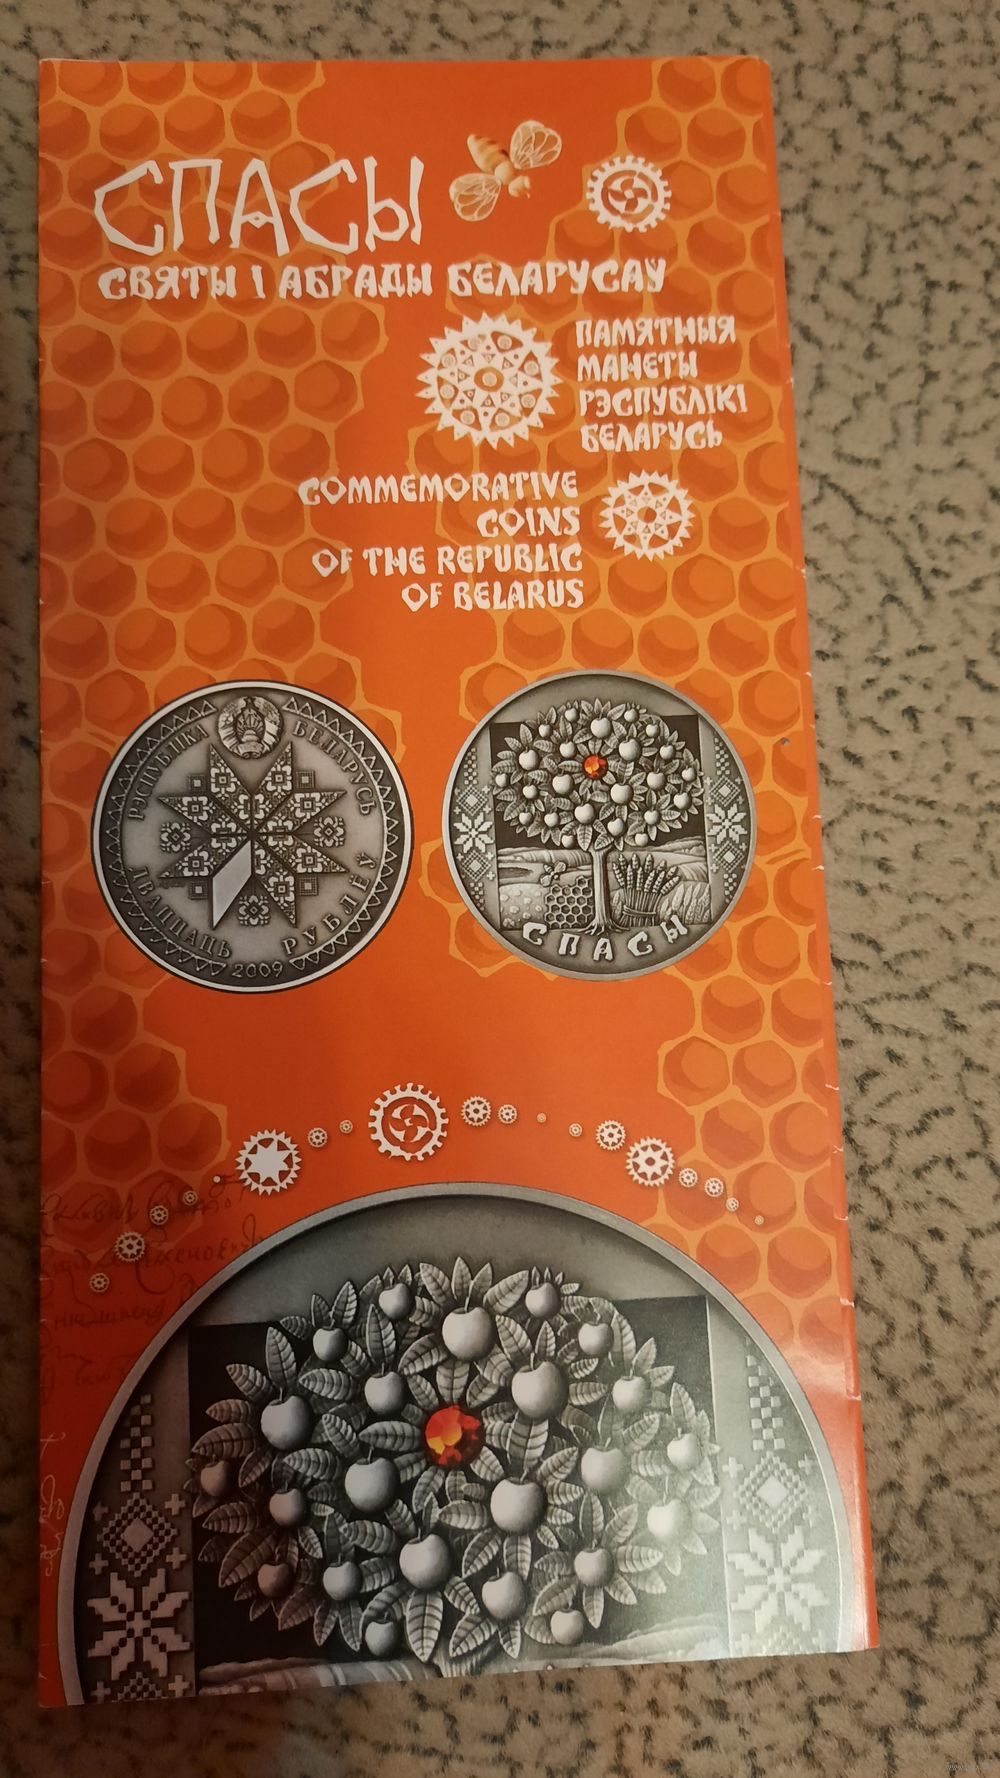 СПАСЫ
СВЯТЫ І АБРАДЫ БЕЛАРУСАЎ
ПАМЯТНЫЯ
МАНЕТЫ
РЭСПУБЛІКІ
БЕЛАРУСЬ
COMMEMORATIVE
COINS
OF THE REPUBLIC
OF BELARUS
РЭСПУБЛІКА БЕЛАРУСЬ
ДВАЦЦАЦЬ РУБЛЁЎ
2009
СПАСЫ